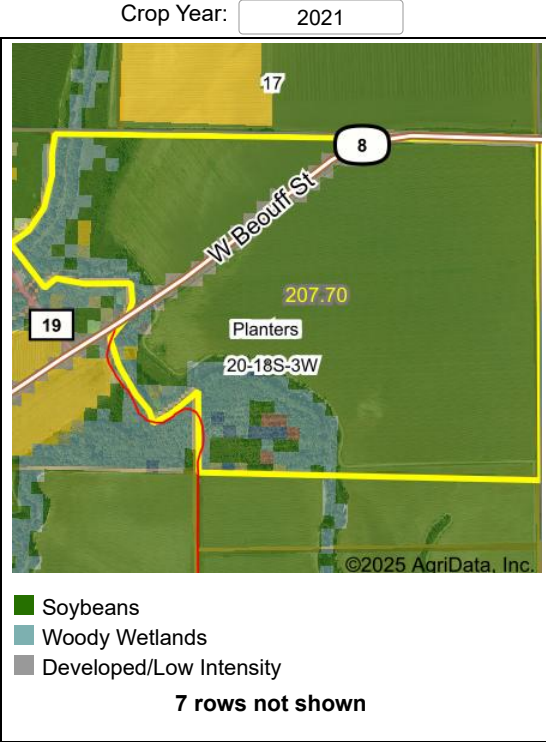 Crop Year: 2021
17
8
W Beouff St
207.70
19
Planters
20-18S-3W
©2025 AgriData, Inc.
Soybeans
Woody Wetlands
Developed/Low Intensity
7 rows not shown